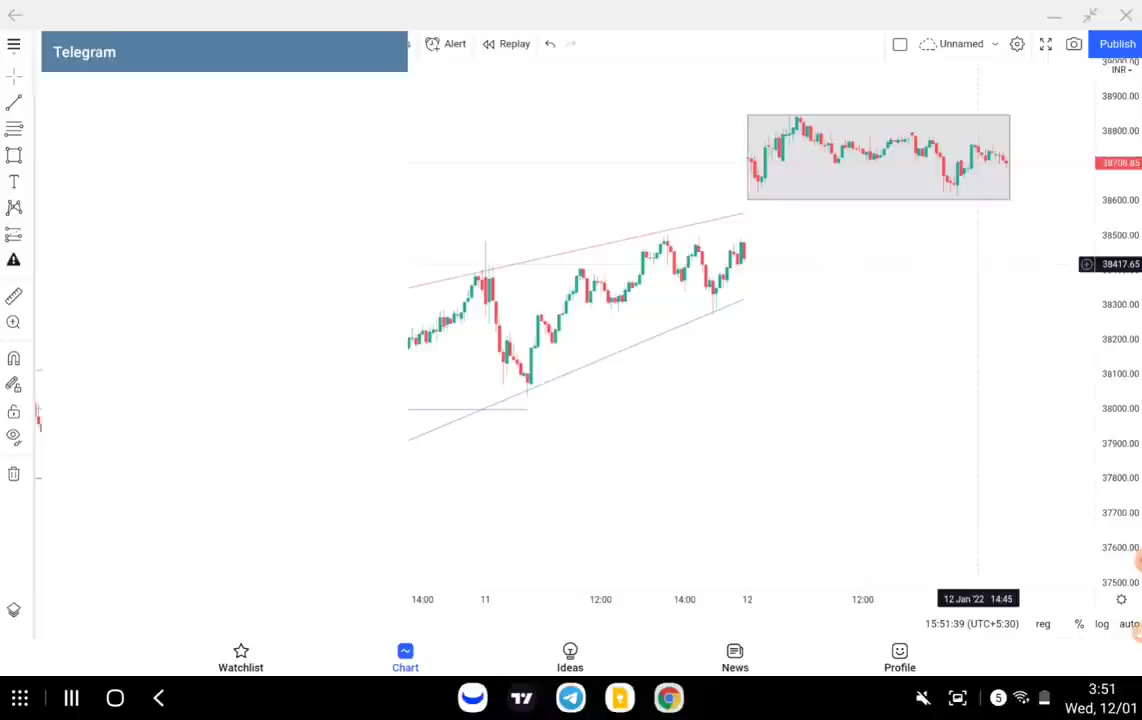 Telegram
Alert
Replay
Unnamed
Publish
39000.00
INR
38900.00
38800.00
38708.85
38600.00
38500.00
38417.65
38300.00
38200.00
38100.00
38000.00
37900.00
37800.00
37700.00
37600.00
37500.00
14:00 11 12:00 14:00 12 12:00 12 Jan '22 14:45
15:51:39 (UTC+5:30) reg % log auto
Watchlist Chart Ideas News Profile
5 3:51
Wed, 12/01